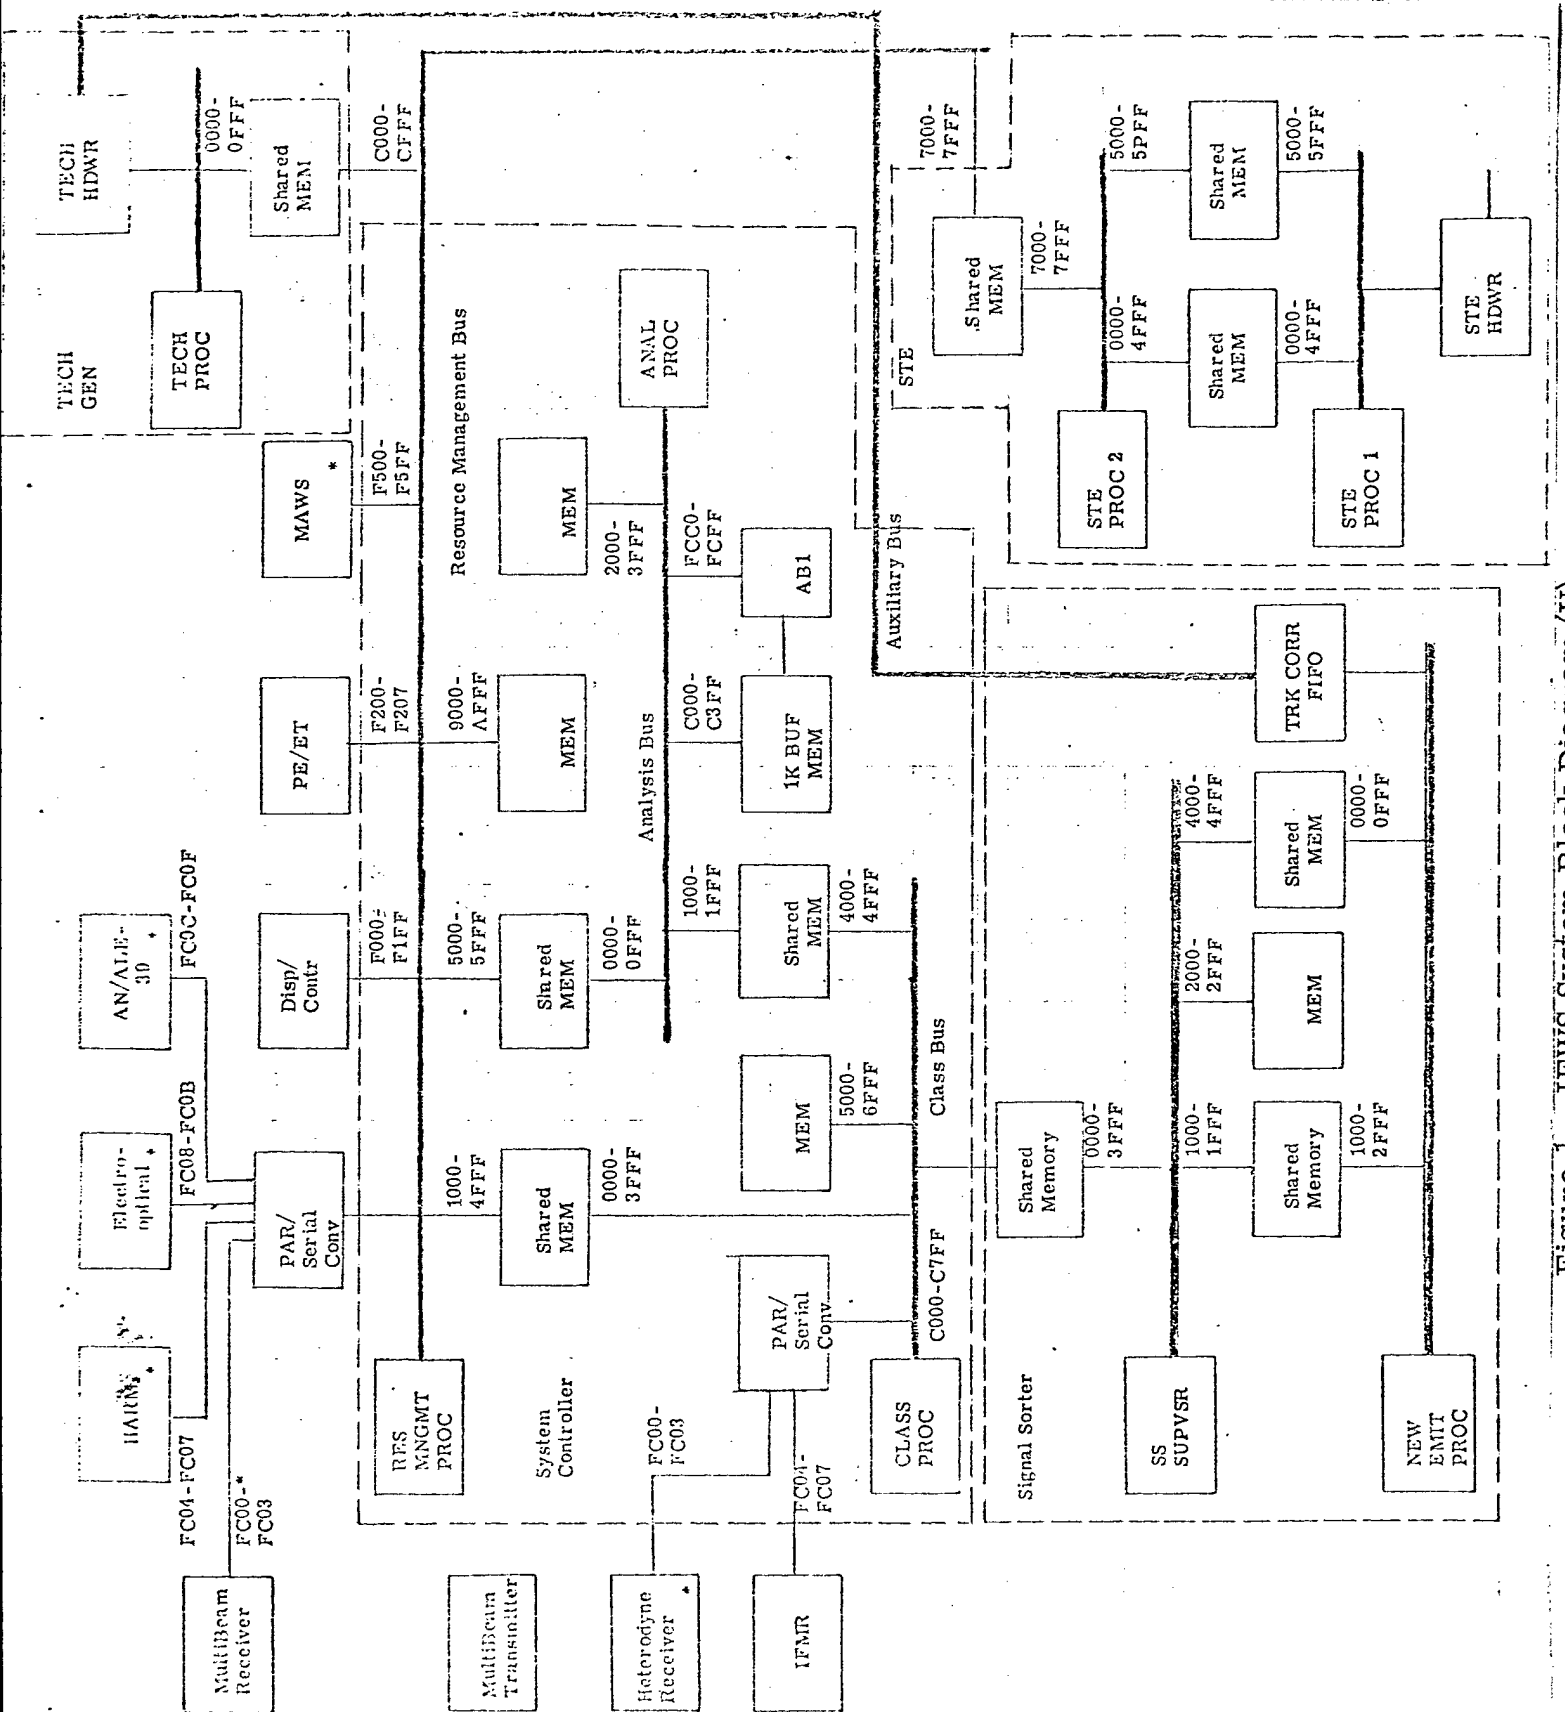 HARM
*
Electro-
optical *
AN/ALE-
39
*
FC04-FC07
FC08-FC0B
FC0C-FC0F
FC00-*
FC03
MultiBeam
Receiver
PAR/
Serial
Conv
Disp/
Contr
PE/ET
MAWS
*
TECH
GEN
TECH
PROC
TECH
HDWR
0000-
0FFF
Shared
MEM
C000-
CFFF
F000-
F1FF
F200-
F207
F500-
F5FF
RES
MNGMT
PROC
Resource Management Bus
1000-
4FFF
5000-
5FFF
9000-
AFFF
MultiBeam
Transmitter
System
Controller
Shared
MEM
Shared
MEM
MEM
MEM
0000-
3FFF
0000-
0FFF
2000-
3FFF
Analysis Bus
ANAL
PROC
Heterodyne
Receiver
*
FC00-
FC03
1000-
1FFF
C000-
C3FF
FCC0-
FCFF
IFMR
FC04-
FC07
PAR/
Serial
Conv
MEM
Shared
MEM
1K BUF
MEM
AB1
5000-
6FFF
4000-
4FFF
CLASS
PROC
C000-C7FF
Class Bus
Auxiliary Bus
STE
Shared
MEM
7000-
7FFF
7000-
7FFF
Signal Sorter
Shared
Memory
0000-
3FFF
SS
SUPVSR
1000-
1FFF
2000-
2FFF
4000-
4FFF
Shared
Memory
MEM
Shared
MEM
TRK CORR
FIFO
1000-
2FFF
0000-
0FFF
NEW
EMIT
PROC
STE
PROC 2
0000-
4FFF
5000-
5FFF
Shared
MEM
Shared
MEM
0000-
4FFF
5000-
5FFF
STE
PROC 1
STE
HDWR